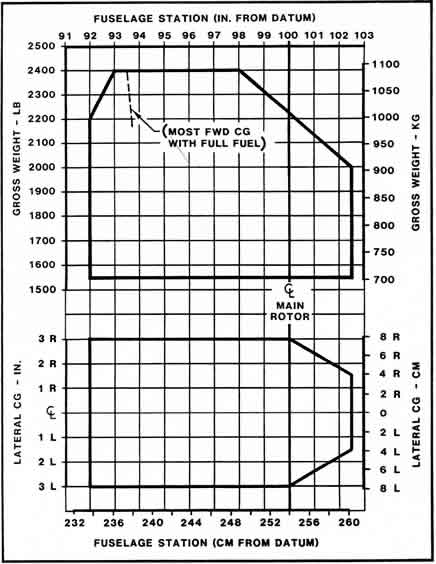 FUSELAGE STATION (IN. FROM DATUM)
91 92 93 94 95 96 97 98 99 100 101 102 103
GROSS WEIGHT - LB
2500
2400
2300
2200
2100
2000
1900
1800
1700
1600
1500
(MOST FWD CG
WITH FULL FUEL)
GROSS WEIGHT - KG
1100
1050
1000
950
900
850
800
750
700
℄
MAIN
ROTOR
LATERAL CG - IN.
3 R
2 R
1 R
℄
1 L
2 L
3 L
LATERAL CG - CM
8 R
6 R
4 R
2 R
0
2 L
4 L
6 L
8 L
232 236 240 244 248 252 256 260
FUSELAGE STATION (CM FROM DATUM)